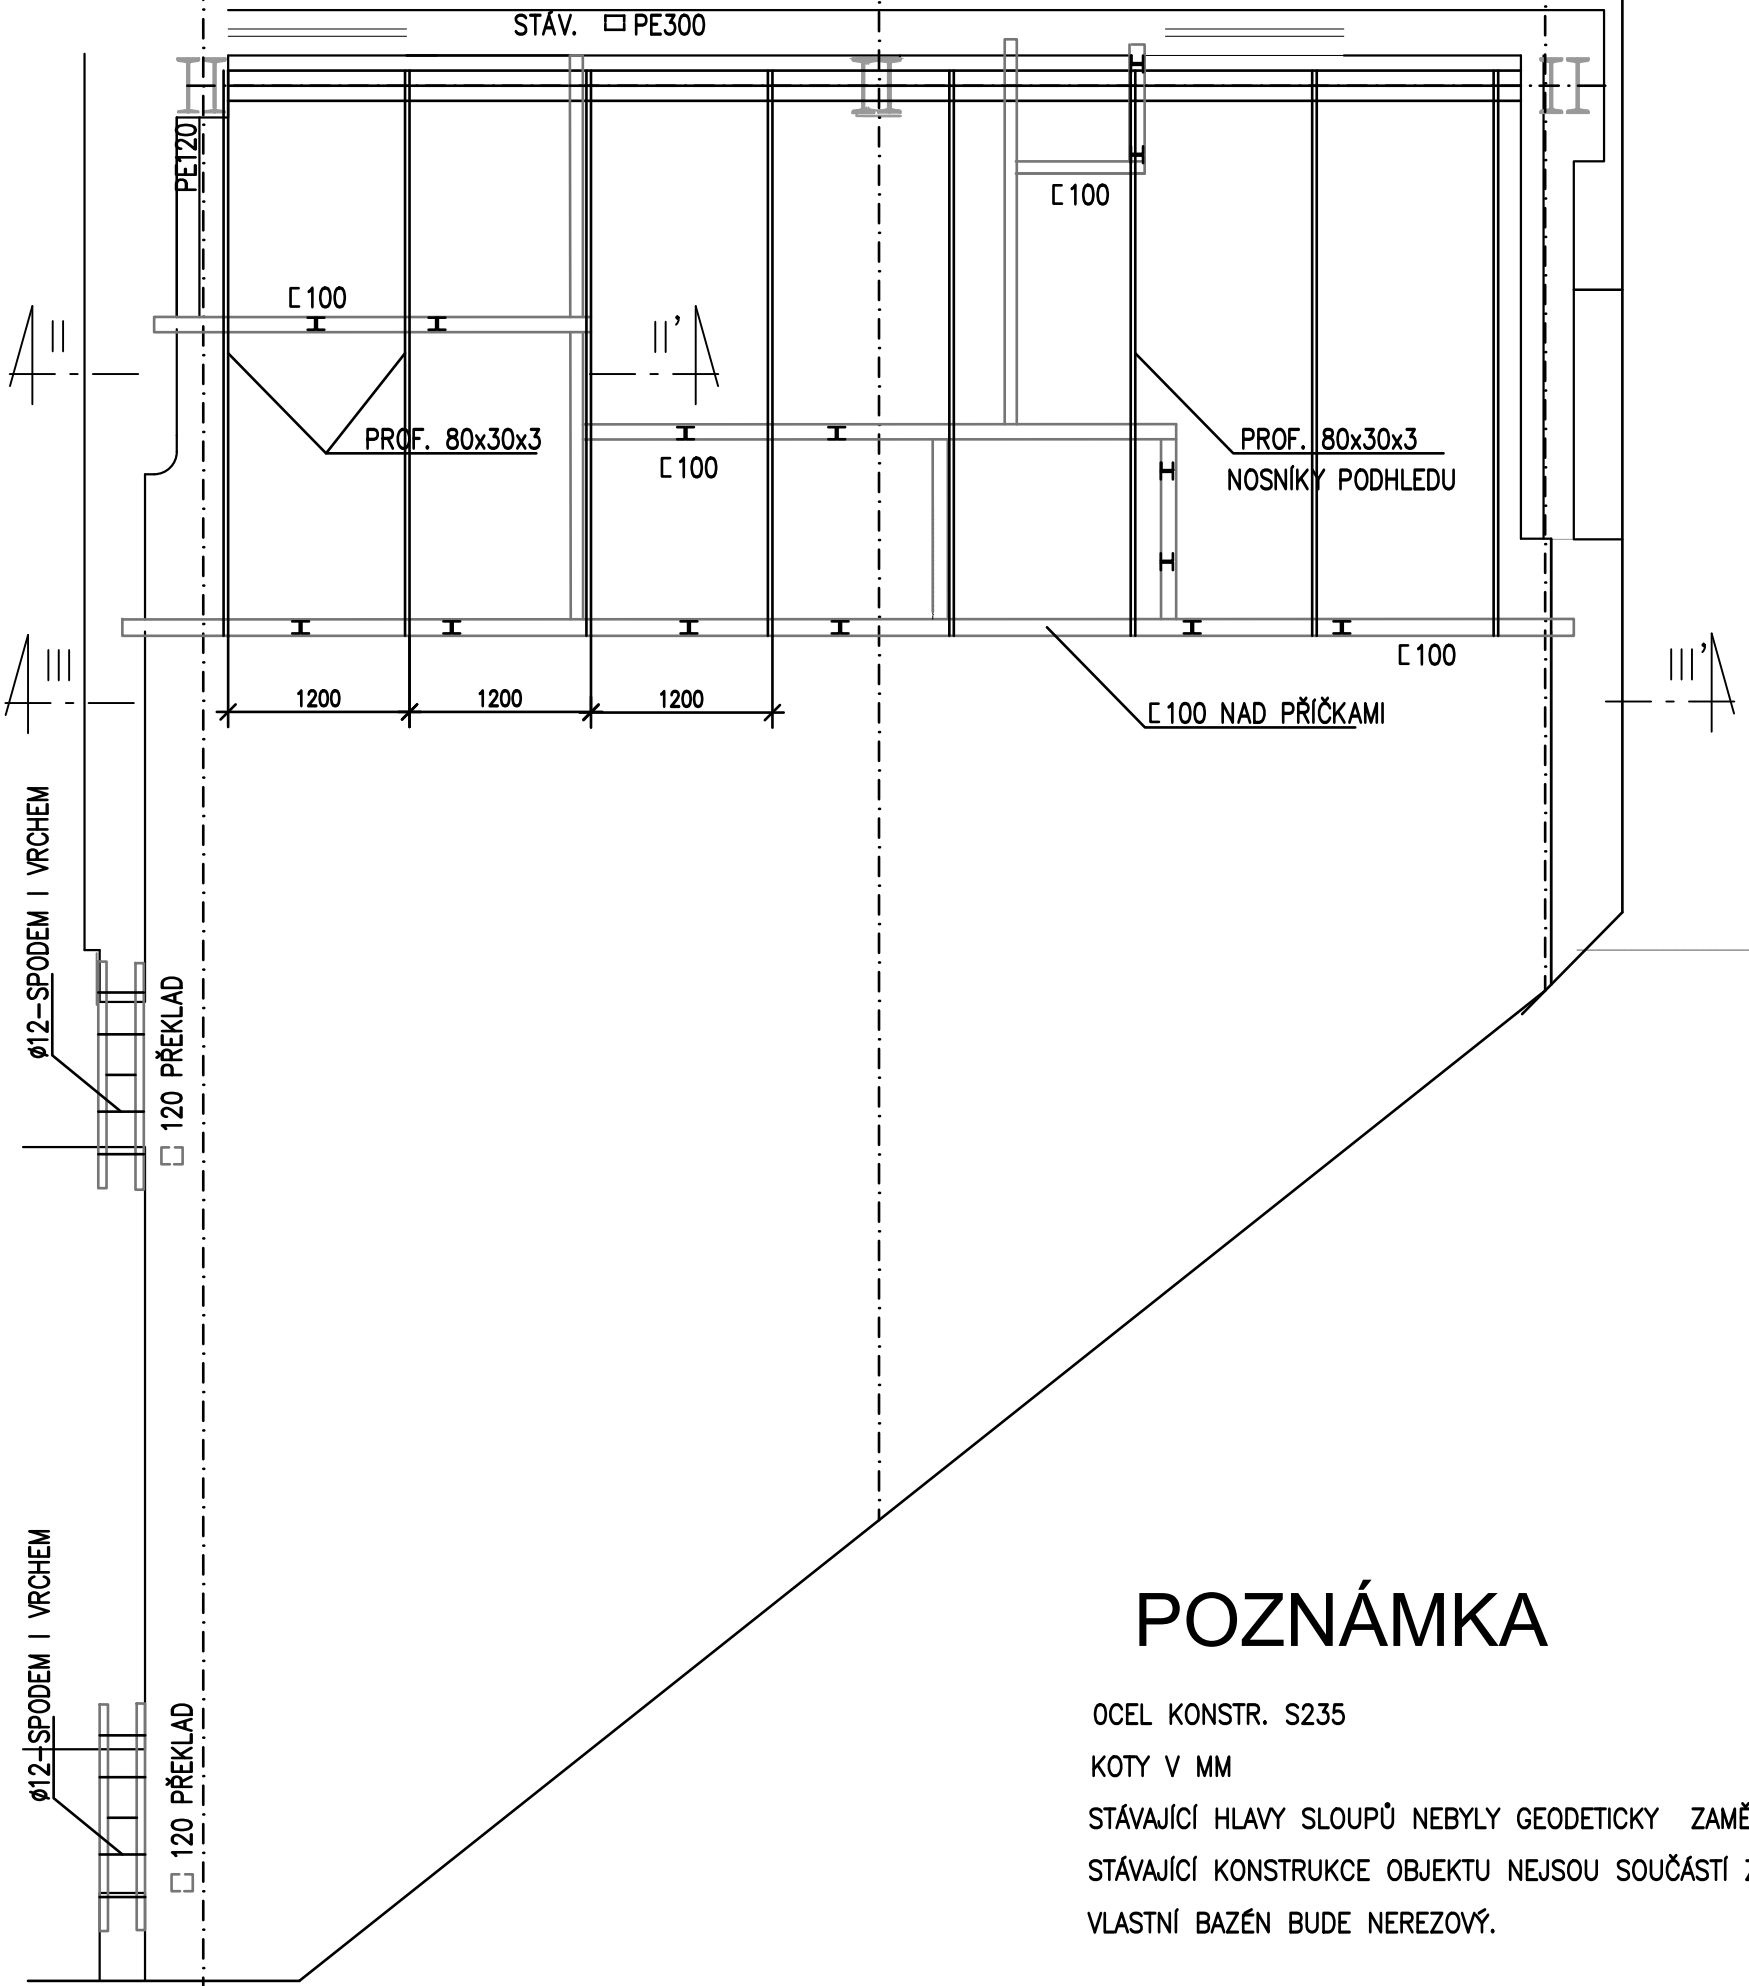 STÁV. □ PE300
PE120
[100
[100
II
II'
PROF. 80x30x3
PROF. 80x30x3
[100
NOSNÍKY PODHLEDU
III
III'
[100
1200
1200
1200
[100 NAD PŘÍČKAMI
ø12-SPODEM I VRCHEM
[] 120 PŘEKLAD
ø12-SPODEM I VRCHEM
[] 120 PŘEKLAD
POZNÁMKA
OCEL KONSTR. S235
KOTY V MM
STÁVAJÍCÍ HLAVY SLOUPŮ NEBYLY GEODETICKY
STÁVAJÍCÍ KONSTRUKCE OBJEKTU NEJSOU SOUČÁSTÍ
VLASTNÍ BAZÉN BUDE NEREZOVÝ.